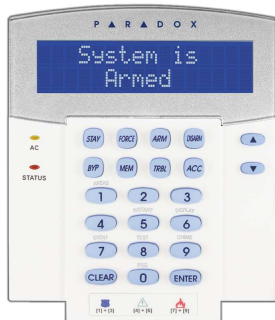 PARADOX
System is
Armed
AC
STATUS
STAY FORCE ARM DISARM
BYP MEM TRBL ACC
1 2 3
4 5 6
7 8 9
CLEAR 0 ENTER
[1] + [3] [4] + [6] [7] + [9]